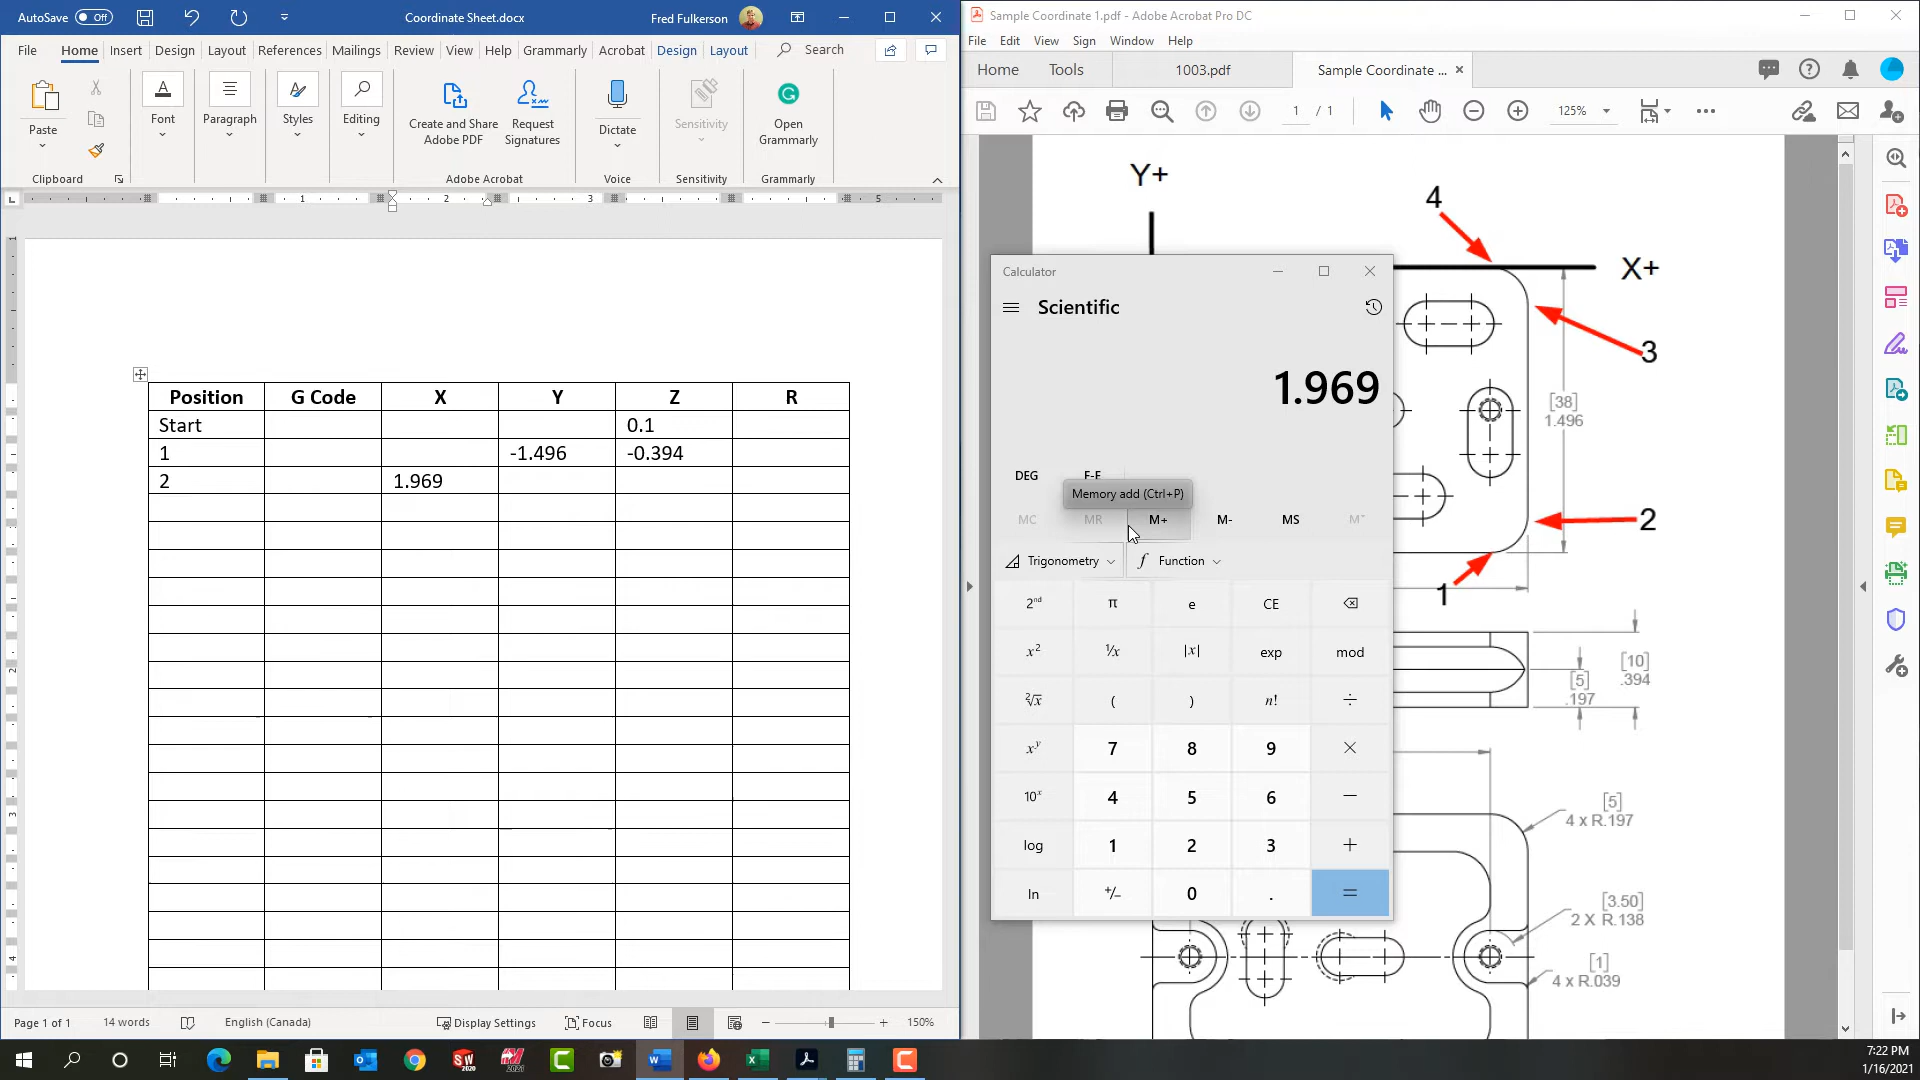 AutoSave Off
Coordinate Sheet.docx
Fred Fulkerson
File Home Insert Design Layout References Mailings Review View Help Grammarly Acrobat Design Layout Search
Paste
Font
Paragraph
Styles
Editing
Create and Share
Adobe PDF
Request
Signatures
Dictate
Sensitivity
Open
Grammarly
Clipboard
Adobe Acrobat
Voice
Sensitivity
Grammarly
1 2 3 4 5
Position G Code X Y Z R
Start 0.1
1 -1.496 -0.394
2 1.969
Page 1 of 1
14 words
English (Canada)
Display Settings
Focus
150%
Sample Coordinate 1.pdf - Adobe Acrobat Pro DC
File Edit View Sign Window Help
Home Tools 1003.pdf Sample Coordinate ...
1 / 1
125%
Y+
4
X+
3
[38]
1.496
2
1
[10]
.394
[5]
.197
[5]
4 x R.197
[3.50]
2 X R.138
[1]
4 x R.039
Calculator
Scientific
1.969
DEG F-E
Memory add (Ctrl+P)
MC MR M+ M- MS M˅
Trigonometry Function
2nd π e CE
x² ¹/x |x| exp mod
²√x ( ) n! ÷
xʸ 7 8 9 ×
10ˣ 4 5 6 −
log 1 2 3 +
ln +/− 0 . =
7:22 PM
1/16/2021